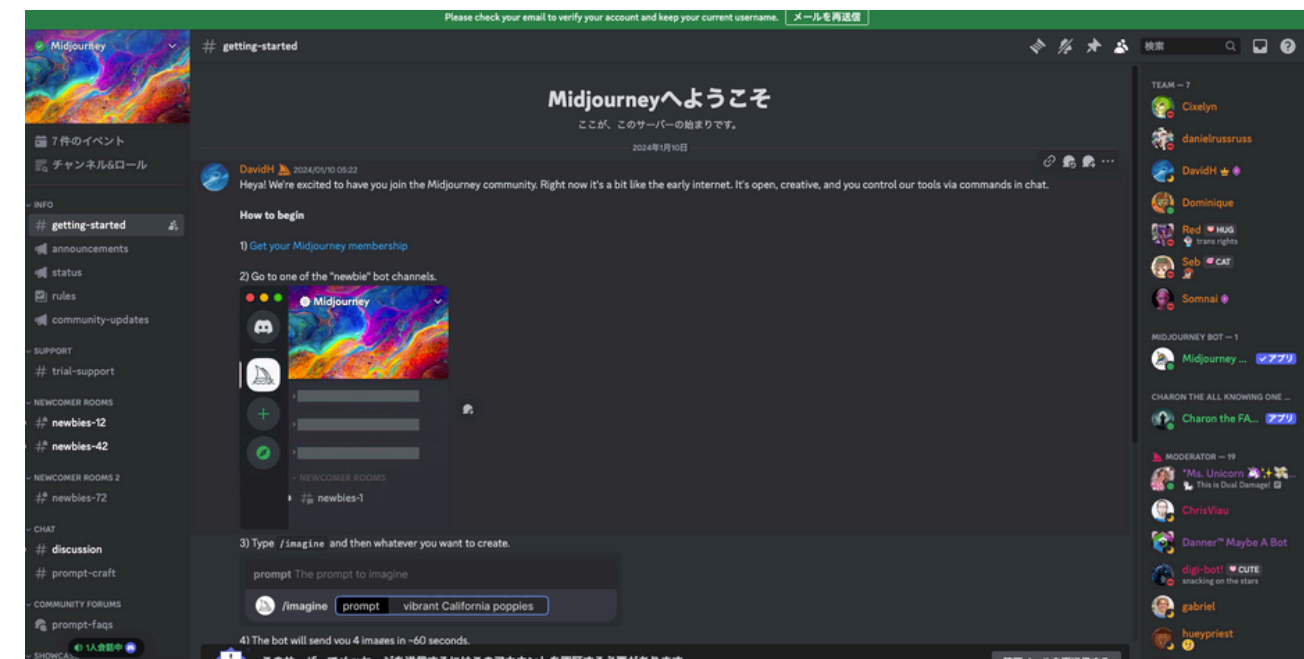 Please check your email to verify your account and keep your current username. メールを再送信
Midjourney
7 件のイベント
チャンネル&ロール
INFO
getting-started
announcements
status
rules
community-updates
SUPPORT
trial-support
NEWCOMER ROOMS
newbies-12
newbies-42
NEWCOMER ROOMS 2
newbies-72
CHAT
discussion
prompt-craft
COMMUNITY FORUMS
prompt-faqs
1人会話中
# getting-started
検索
Midjourneyへようこそ
ここが、このサーバーの始まりです。
2024年1月10日
DavidH 2024/01/10 05:22
Heya! We're excited to have you join the Midjourney community. Right now it's a bit like the early internet. It's open, creative, and you control our tools via commands in chat.
How to begin
1) Get your Midjourney membership
2) Go to one of the "newbie" bot channels.
Midjourney
NEWCOMER ROOMS
newbies-1
3) Type /imagine and then whatever you want to create.
prompt The prompt to imagine
/imagine prompt vibrant California poppies
4) The bot will send you 4 images in ~60 seconds.
TEAM — 7
Cixelyn
danielrussruss
DavidH
Dominique
Red HUG
trans rights
Seb CAT
Somnai
MIDJOURNEY BOT — 1
Midjourney ... アプリ
CHARON THE ALL KNOWING ONE ...
Charon the FA... アプリ
MODERATOR — 19
*Ms. Unicorn ...
This is Dual Damage!
ChrisViau
Danner™ Maybe A Bot
digi-bot! CUTE
snacking on the stars
gabriel
hueypriest